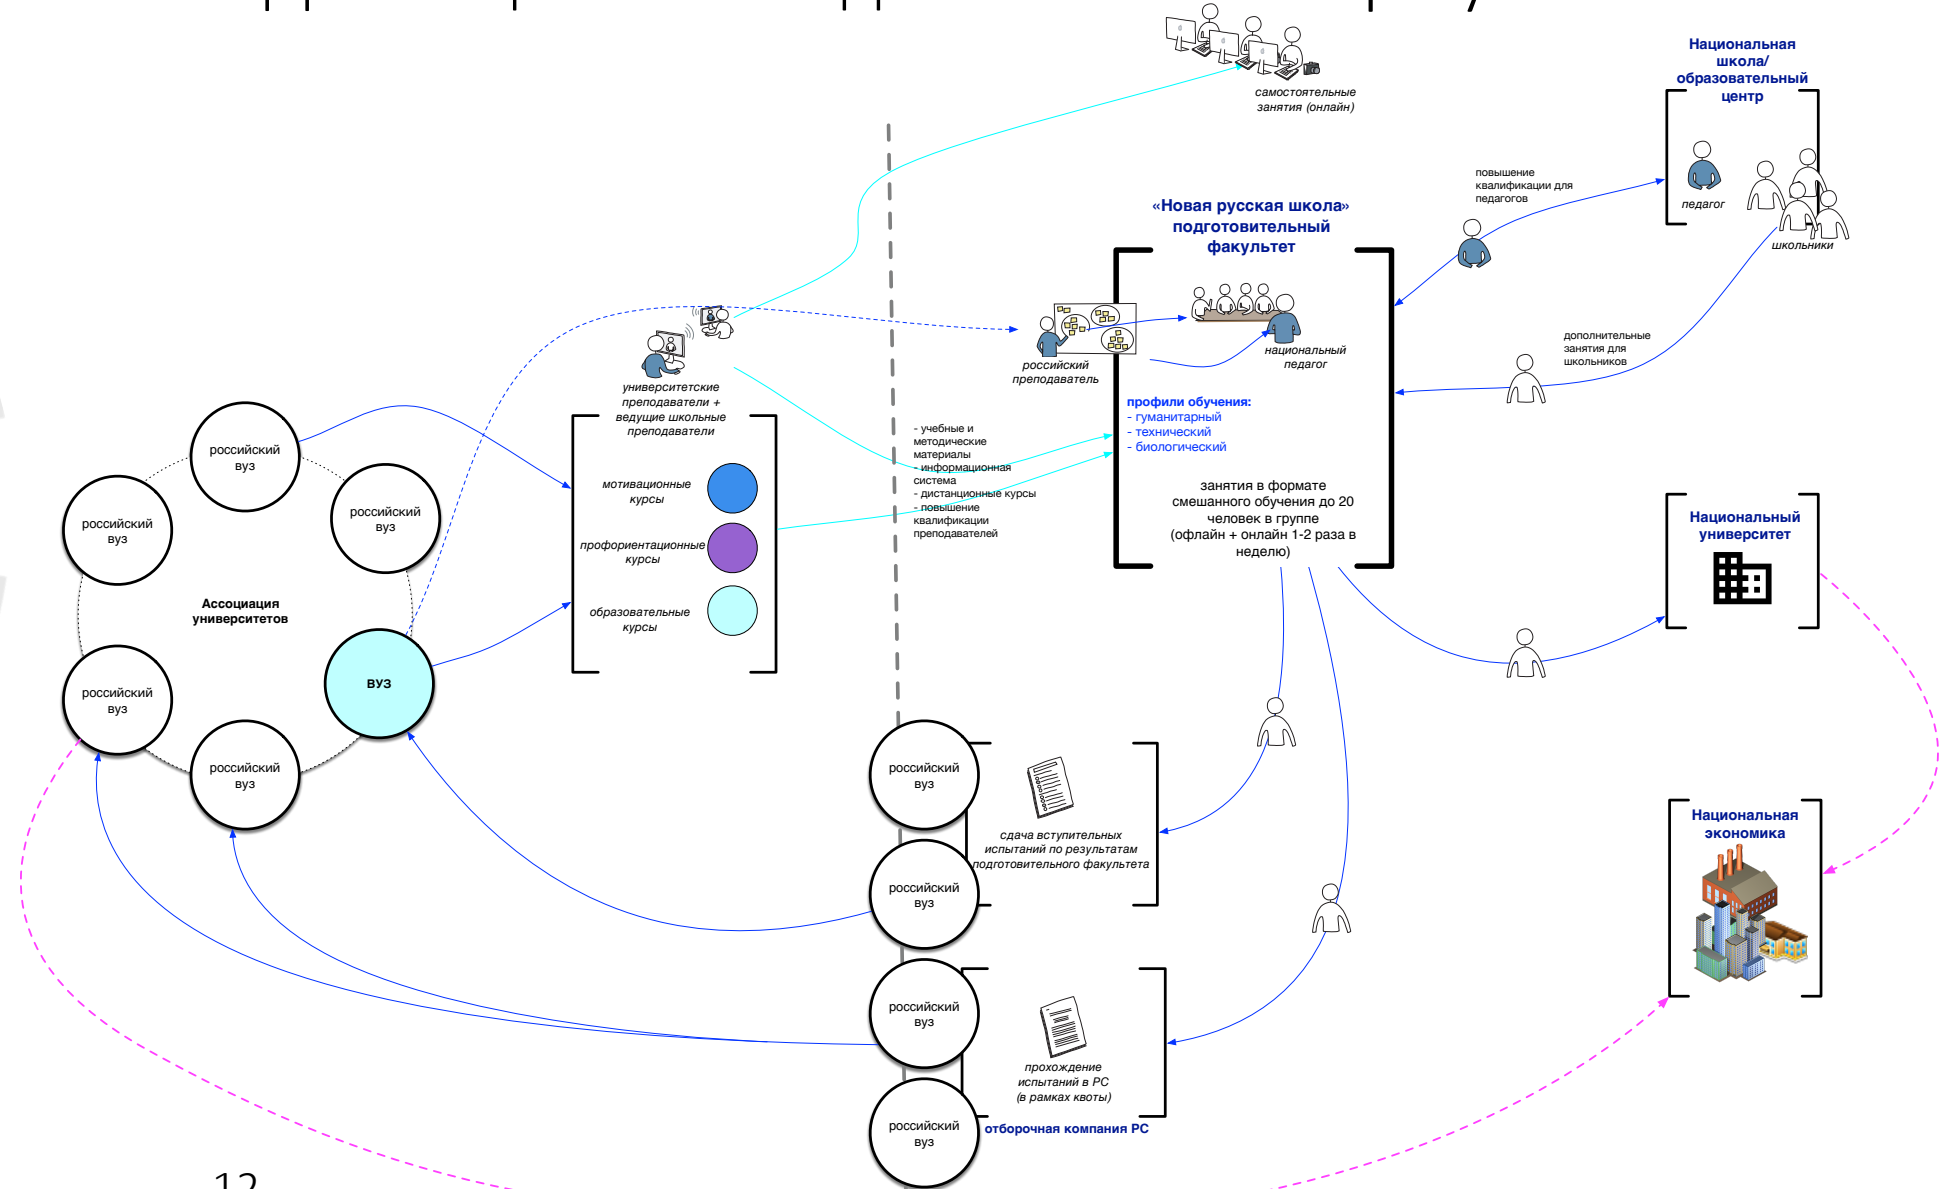 самостоятельные
занятия (онлайн)
Национальная
школа/
образовательный
центр
педагог
школьники
повышение
квалификации для
педагогов
«Новая русская школа»
подготовительный
факультет
российский
преподаватель
национальный
педагог
дополнительные
занятия для
школьников
профили обучения:
- гуманитарный
- технический
- биологический
занятия в формате
смешанного обучения до 20
человек в группе
(офлайн + онлайн 1-2 раза в
неделю)
университетские
преподаватели +
ведущие школьные
преподаватели
мотивационные
курсы
профориентационные
курсы
образовательные
курсы
- учебные и
методические
материалы
- информационная
система
- дистанционные курсы
- повышение
квалификации
преподавателей
российский
вуз
российский
вуз
российский
вуз
Ассоциация
университетов
российский
вуз
ВУЗ
российский
вуз
Национальный
университет
российский
вуз
сдача вступительных
испытаний по результатам
подготовительного факультета
российский
вуз
Национальная
экономика
российский
вуз
прохождение
испытаний в РС
(в рамках квоты)
российский
вуз
отборочная компания РС
12